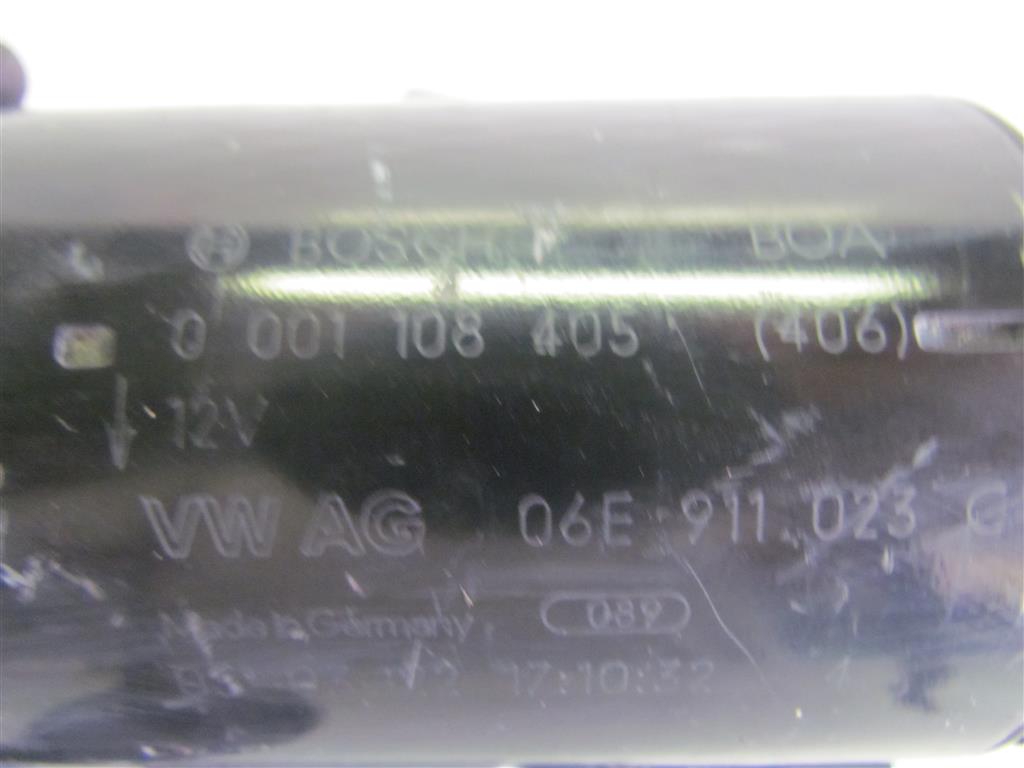 BOSCH BOA
0 001 108 405 (406)
12V
VW AG 06E 911 023
Made in Germany 089
17:10:32